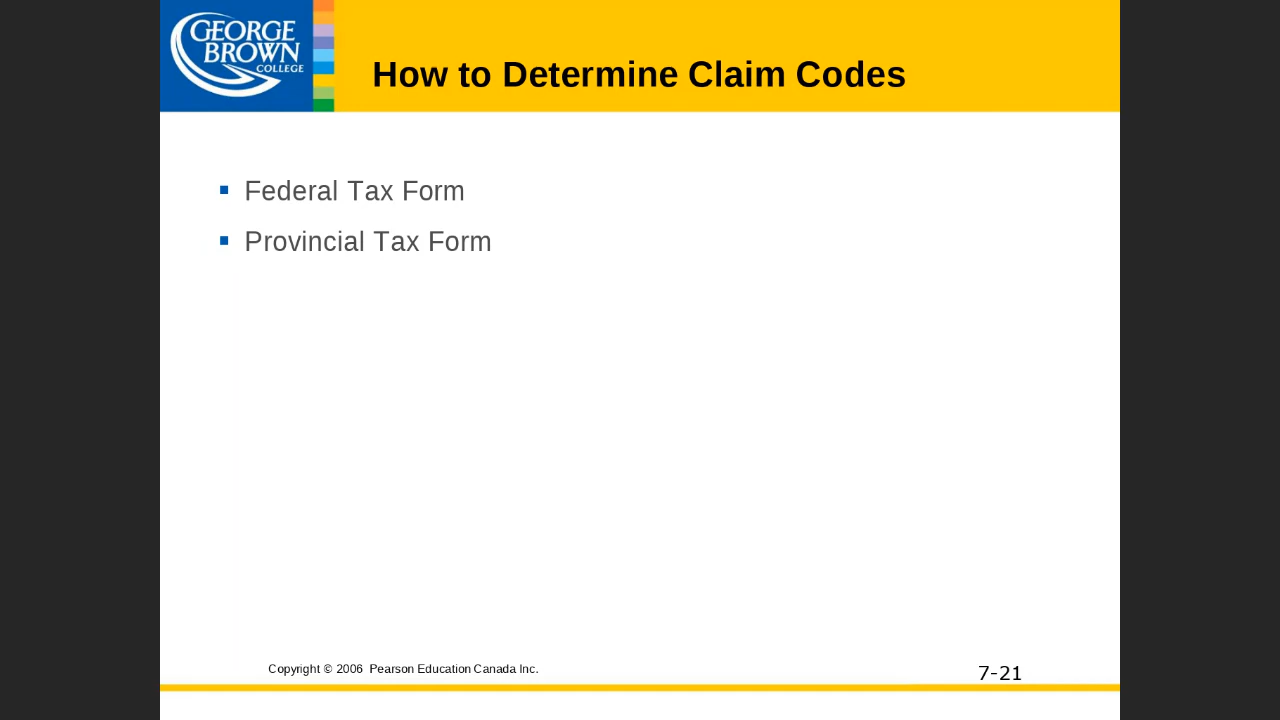 GEORGE
BROWN
COLLEGE
How to Determine Claim Codes
Federal Tax Form
Provincial Tax Form
Copyright © 2006 Pearson Education Canada Inc.
7-21